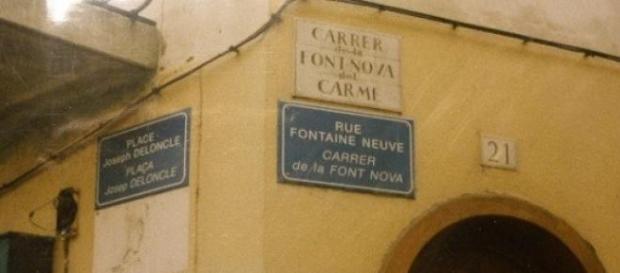 PLACE
Joseph DELONCLE
PLAÇA
Josep DELONCLE
CARRER
de la
FONT NOVA
del
CARME
RUE
FONTAINE NEUVE
CARRER
de la FONT NOVA
21